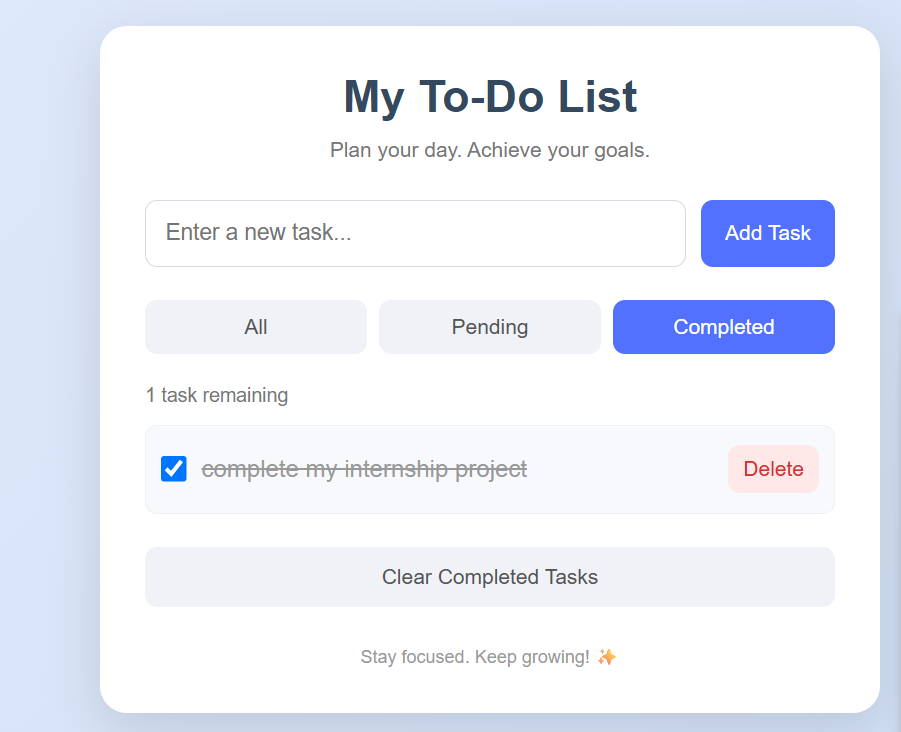 My To-Do List
Plan your day. Achieve your goals.
Enter a new task...
Add Task
All
Pending
Completed
1 task remaining
complete my internship project
Delete
Clear Completed Tasks
Stay focused. Keep growing! ✨